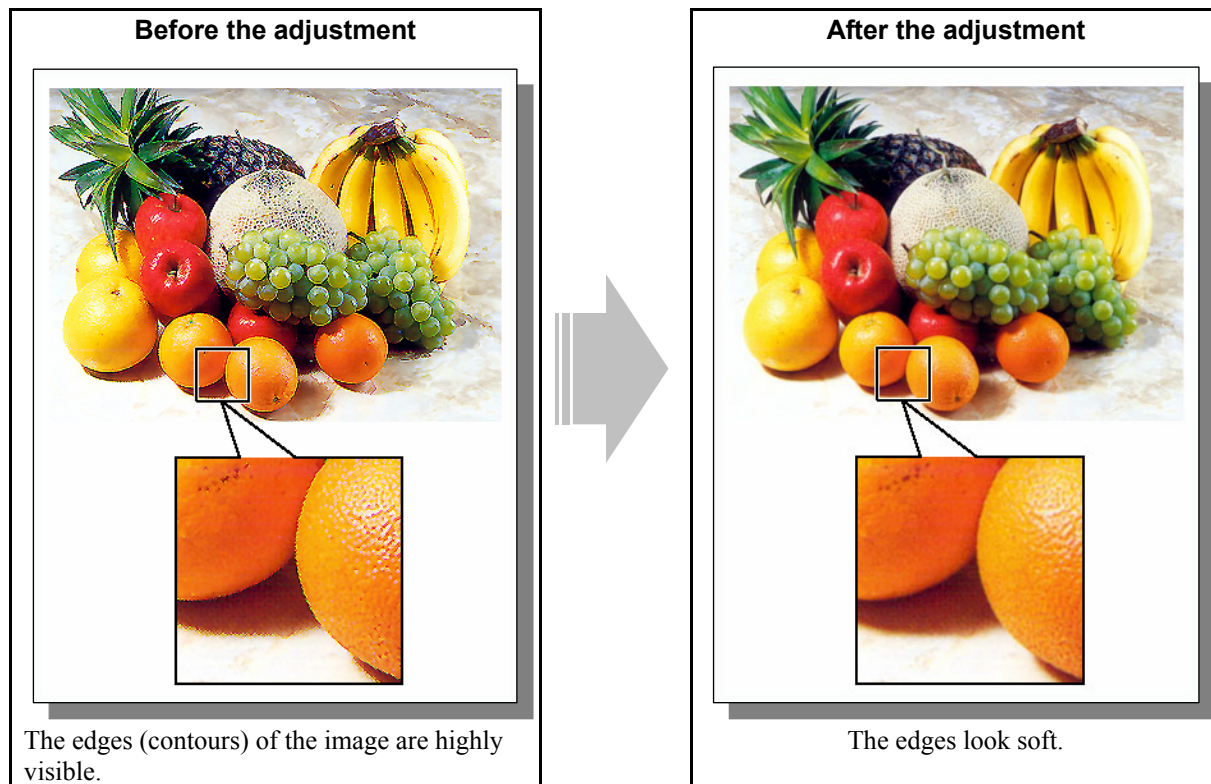 Before the adjustment
The edges (contours) of the image are highly
visible.
After the adjustment
The edges look soft.